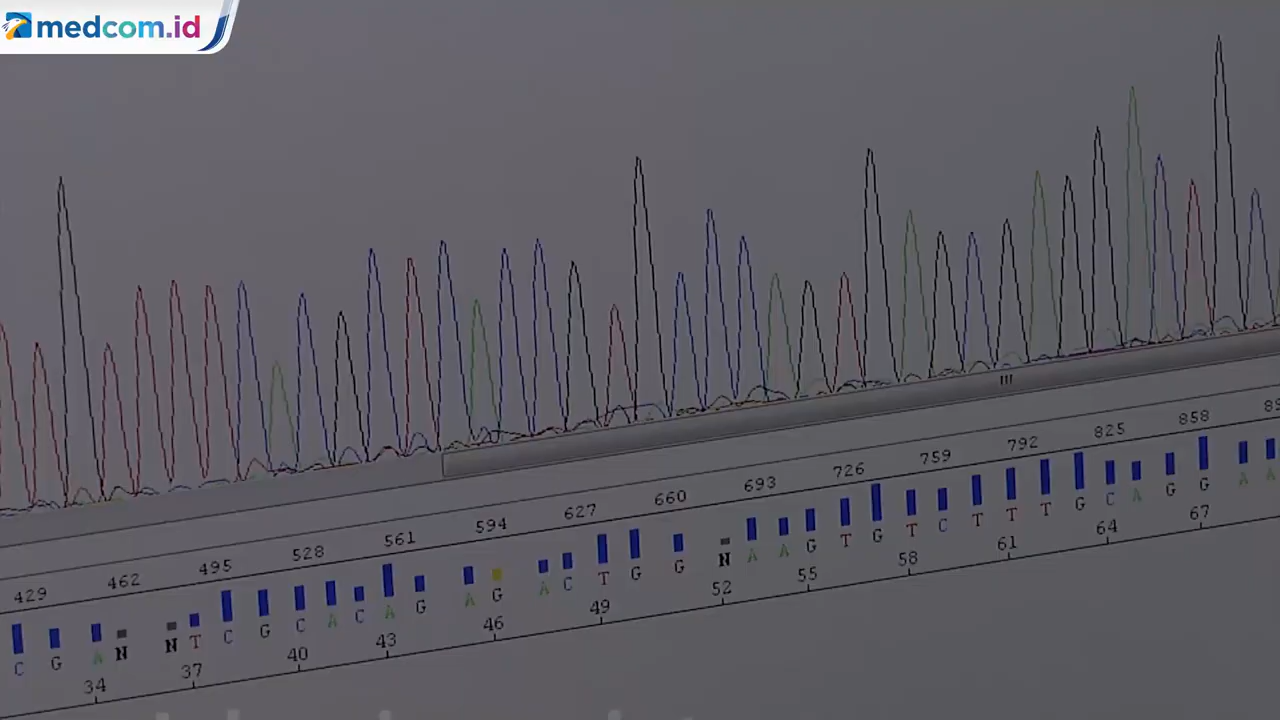 medcom.id
429 462 495 528 561 594 627 660 693 726 759 792 825 858
C G A N N T C G C A C A G A G A C T G G N A A G T G T C T T T G C A G G A A
34 37 40 43 46 49 52 55 58 61 64 67